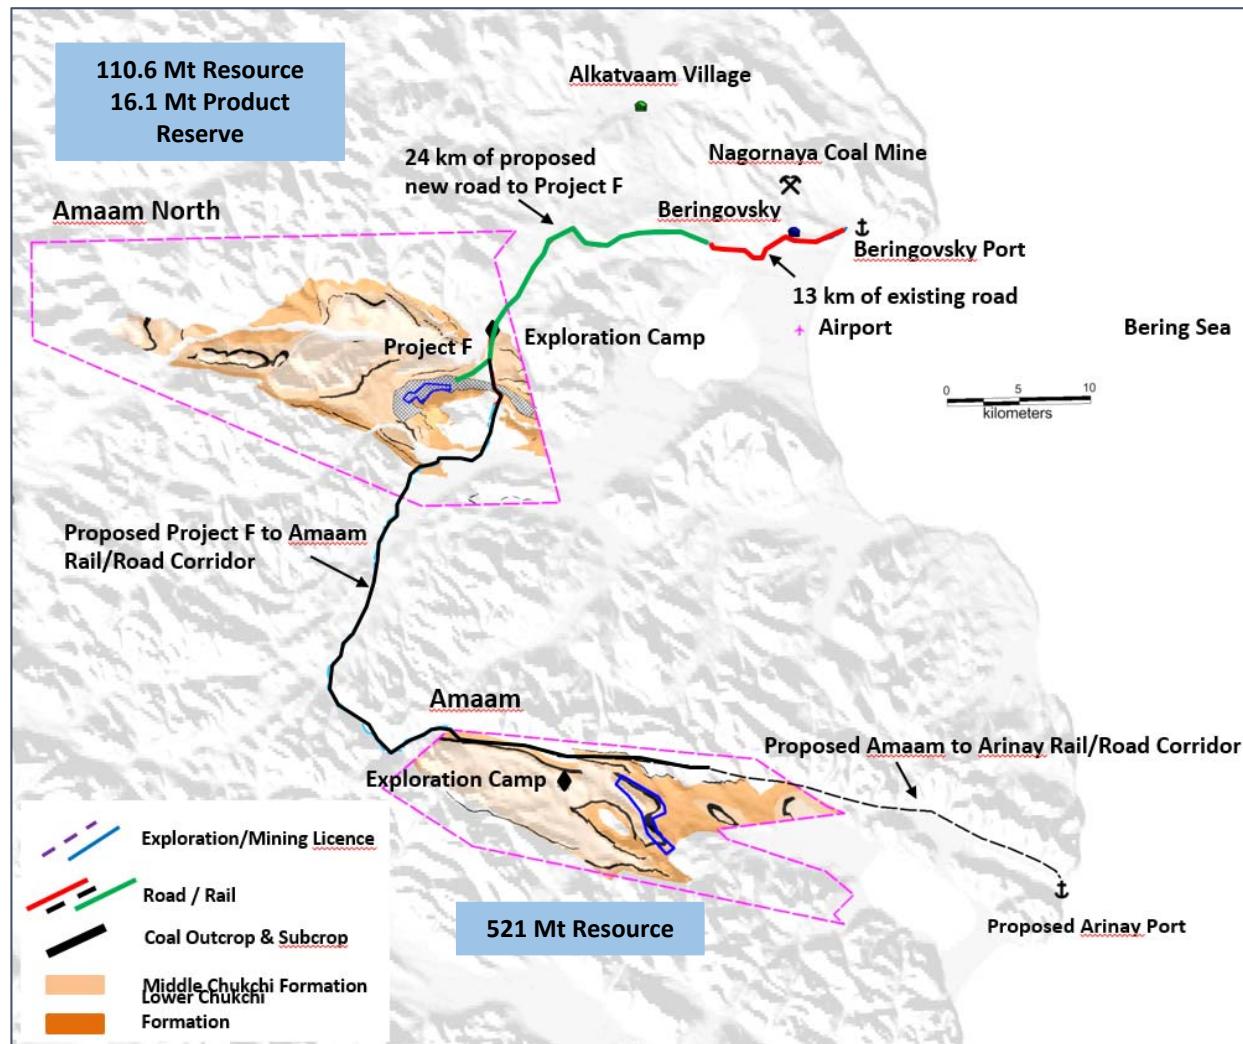 110.6 Mt Resource
16.1 Mt Product
Reserve
Alkatvaam Village
24 km of proposed
new road to Project F
Nagornaya Coal Mine
Amaam North
Beringovsky
Beringovsky Port
13 km of existing road
Airport
Bering Sea
Project F
Exploration Camp
0
5
10
kilometers
Proposed Project F to Amaam
Rail/Road Corridor
Amaam
Proposed Amaam to Arinay Rail/Road Corridor
Exploration Camp
Exploration/Mining Licence
Road / Rail
Coal Outcrop & Subcrop
Middle Chukchi Formation
Lower Chukchi
Formation
521 Mt Resource
Proposed Arinay Port